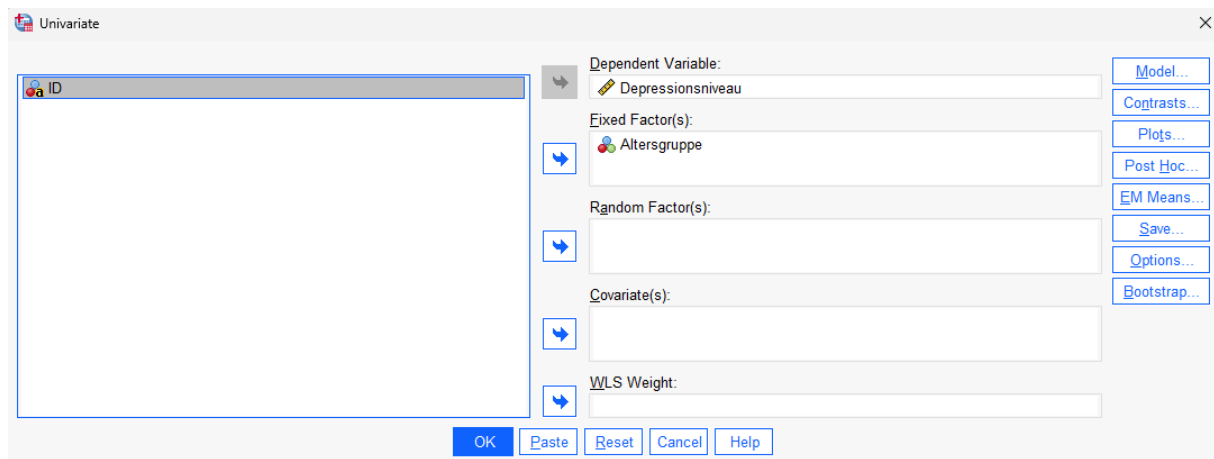 Univariate
ID
Dependent Variable:
Depressionsniveau
Fixed Factor(s):
Altersgruppe
Random Factor(s):
Covariate(s):
WLS Weight:
Model...
Contrasts...
Plots...
Post Hoc...
EM Means...
Save...
Options...
Bootstrap...
OK Paste Reset Cancel Help